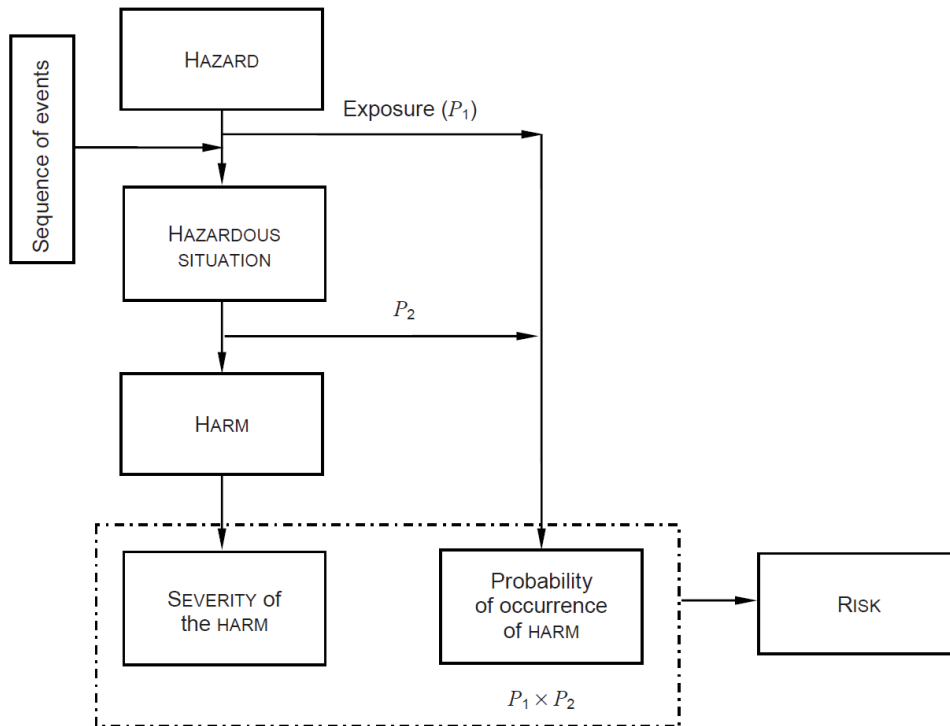 HAZARD
Sequence of events
Exposure (P₁)
HAZARDOUS
SITUATION
P₂
HARM
SEVERITY of
the HARM
Probability
of occurrence
of HARM
RISK
P₁ × P₂